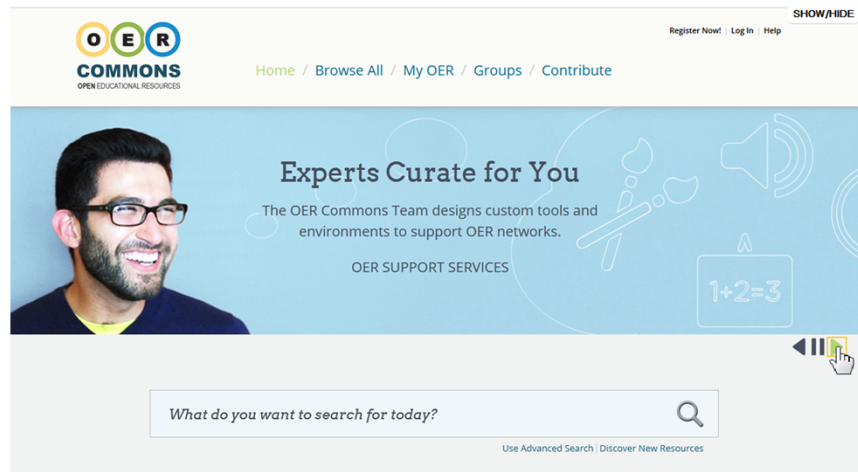 SHOW/HIDE
Register Now! | Log In | Help
O E R
COMMONS
OPEN EDUCATIONAL RESOURCES
Home / Browse All / My OER / Groups / Contribute
Experts Curate for You
The OER Commons Team designs custom tools and
environments to support OER networks.
OER SUPPORT SERVICES
1+2=3
What do you want to search for today?
Use Advanced Search | Discover New Resources